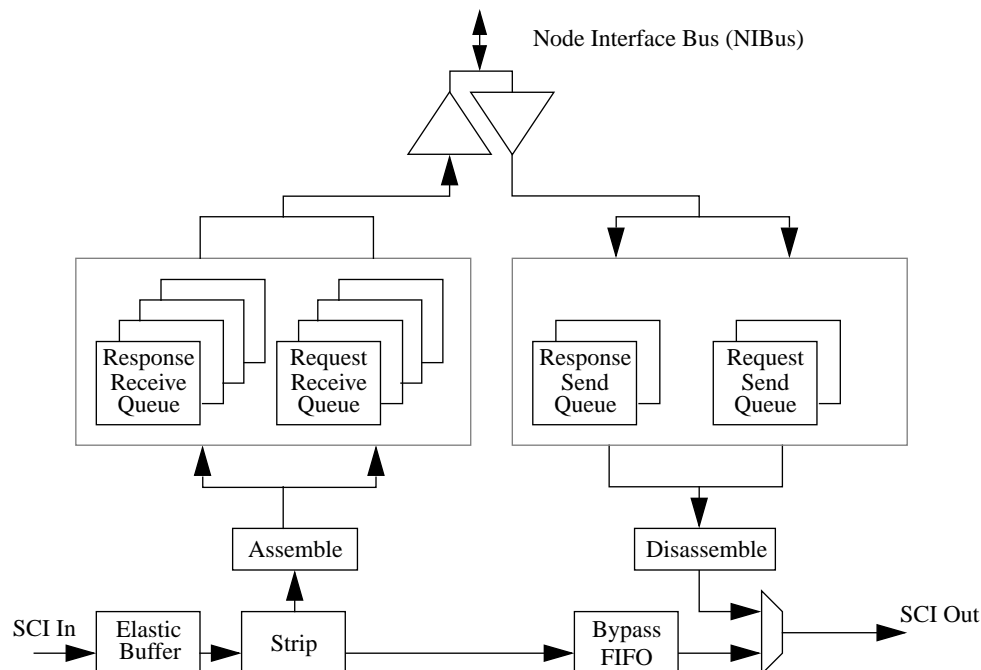 Node Interface Bus (NIBus)
Response
Receive
Queue
Request
Receive
Queue
Response
Send
Queue
Request
Send
Queue
Assemble
Disassemble
SCI In
Elastic
Buffer
Strip
Bypass
FIFO
SCI Out